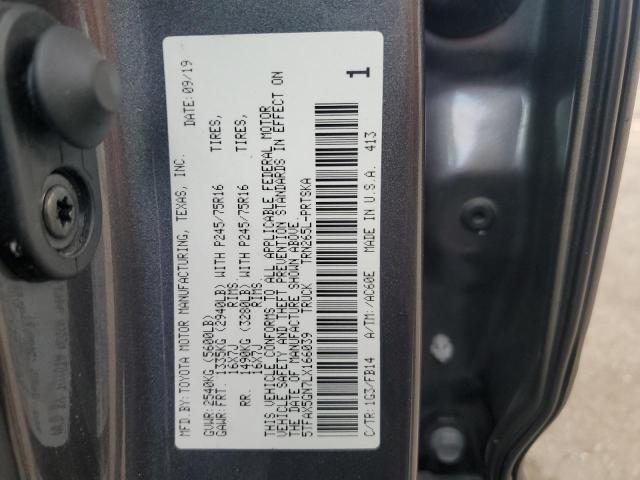 MFD.BY:TOYOTA MOTOR MANUFACTURING, TEXAS, INC. DATE:09/19
GVWR: 2540KG (5600LB)
GAWR: FRT. 1335KG (2940LB) WITH P245/75R16 TIRES,
16X7J RIMS
RR. 1490KG (3280LB) WITH P245/75R16 TIRES,
16X7J RIMS
THIS VEHICLE CONFORMS TO ALL APPLICABLE FEDERAL MOTOR
VEHICLE SAFETY AND THEFT PREVENTION STANDARDS IN EFFECT ON
THE DATE OF MANUFACTURE SHOWN ABOVE.
5TFAX5GN7LX166039 TRUCK TRN265L-PRTSKA
C/TR:1G3/FB14 A/TM:/AC60E MADE IN U.S.A. 413
1